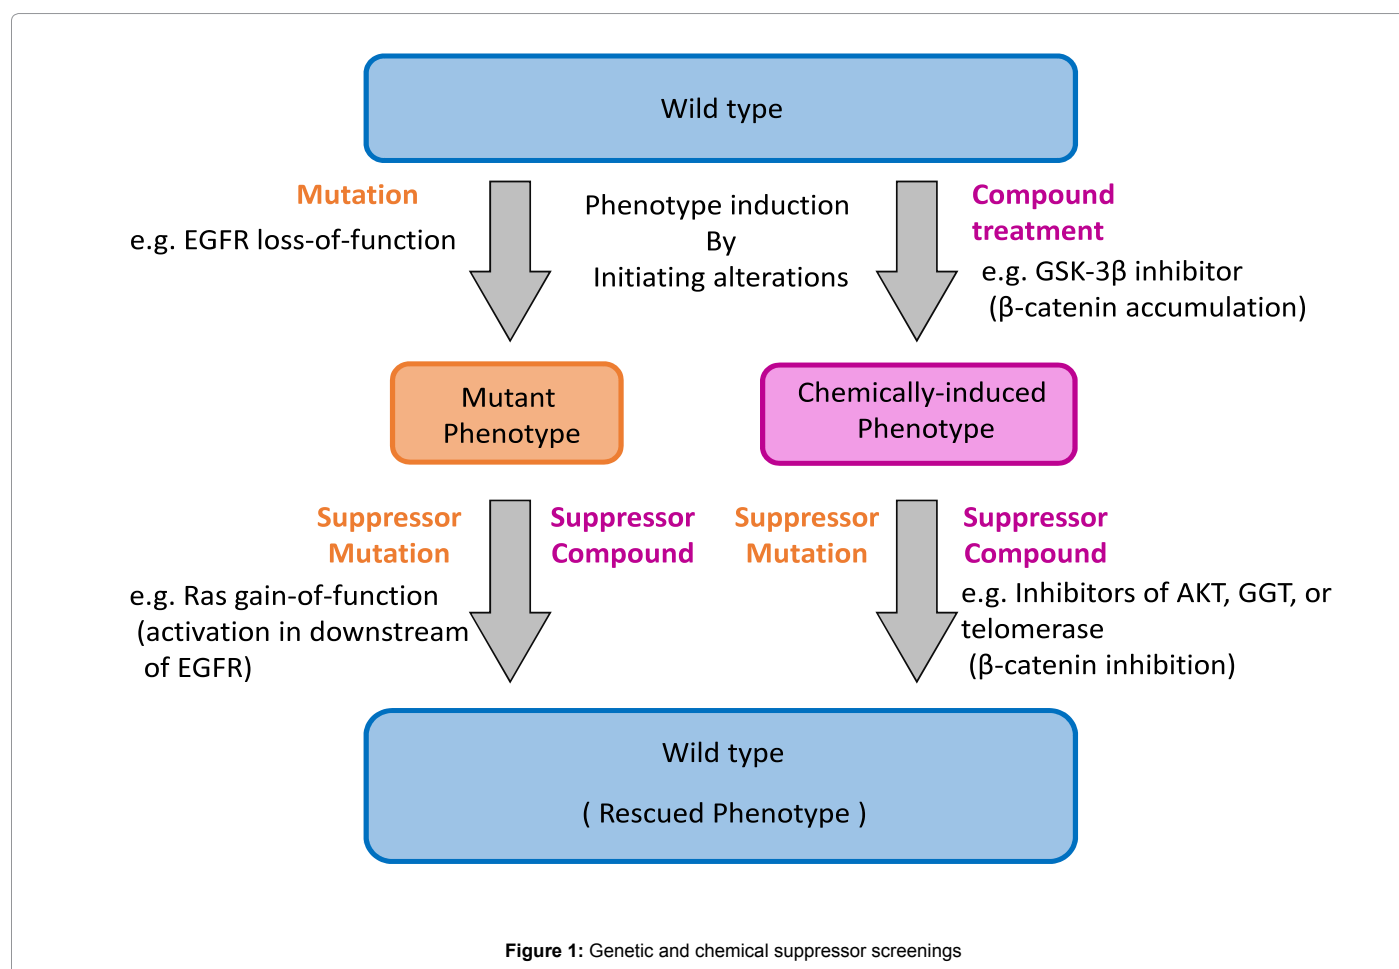 Wild type
Mutation
e.g. EGFR loss-of-function
Phenotype induction
By
Initiating alterations
Compound
treatment
e.g. GSK-3β inhibitor
(β-catenin accumulation)
Mutant
Phenotype
Chemically-induced
Phenotype
Suppressor
Mutation
e.g. Ras gain-of-function
(activation in downstream
of EGFR)
Suppressor
Compound
Suppressor
Mutation
Suppressor
Compound
e.g. Inhibitors of AKT, GGT, or
telomerase
(β-catenin inhibition)
Wild type
( Rescued Phenotype )
Figure 1: Genetic and chemical suppressor screenings